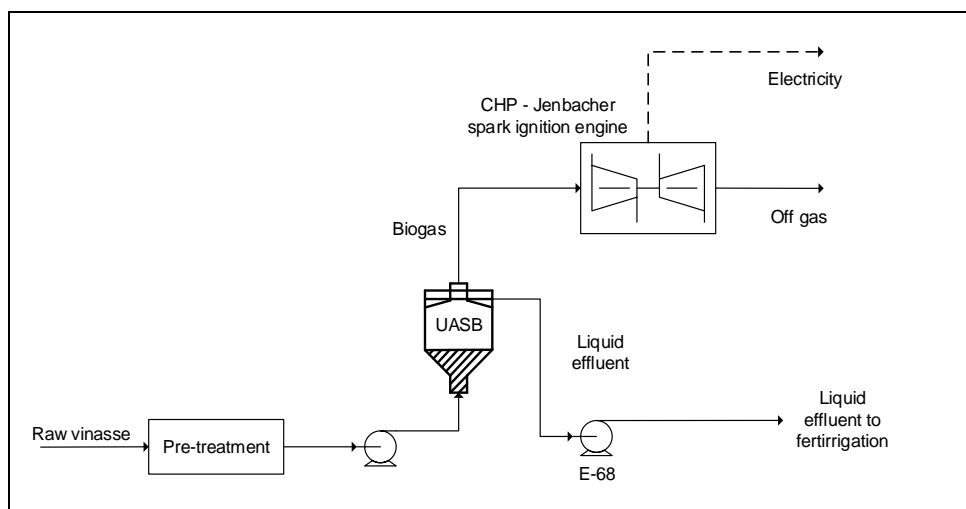 Electricity
CHP - Jenbacher
spark ignition engine
Off gas
Biogas
UASB
Liquid
effluent
Liquid
effluent to
fertirrigation
Raw vinasse
Pre-treatment
E-68